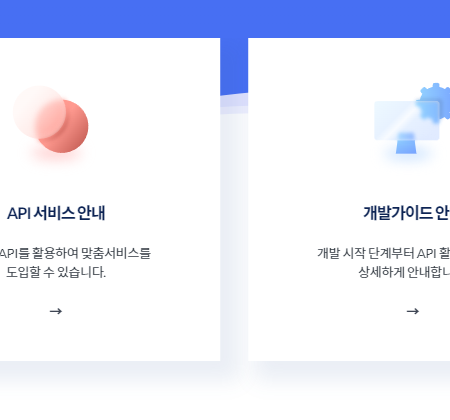 API 서비스 안내
API를 활용하여 맞춤서비스를
도입할 수 있습니다.
→
개발가이드 안
개발 시작 단계부터 API 활
상세하게 안내합니
→